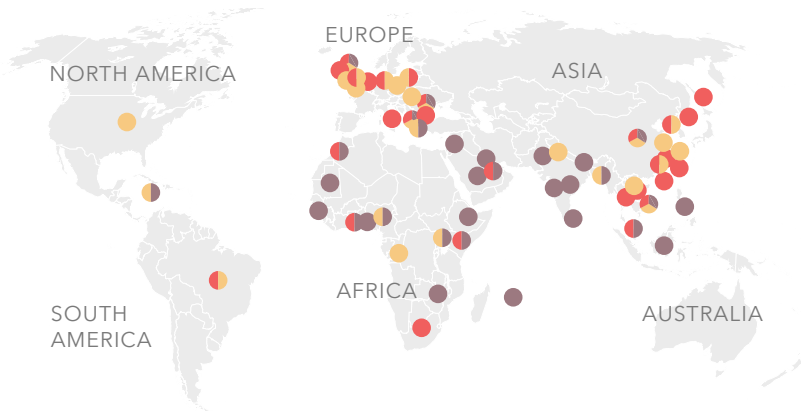 EUROPE
NORTH AMERICA
ASIA
AFRICA
SOUTH
AMERICA
AUSTRALIA